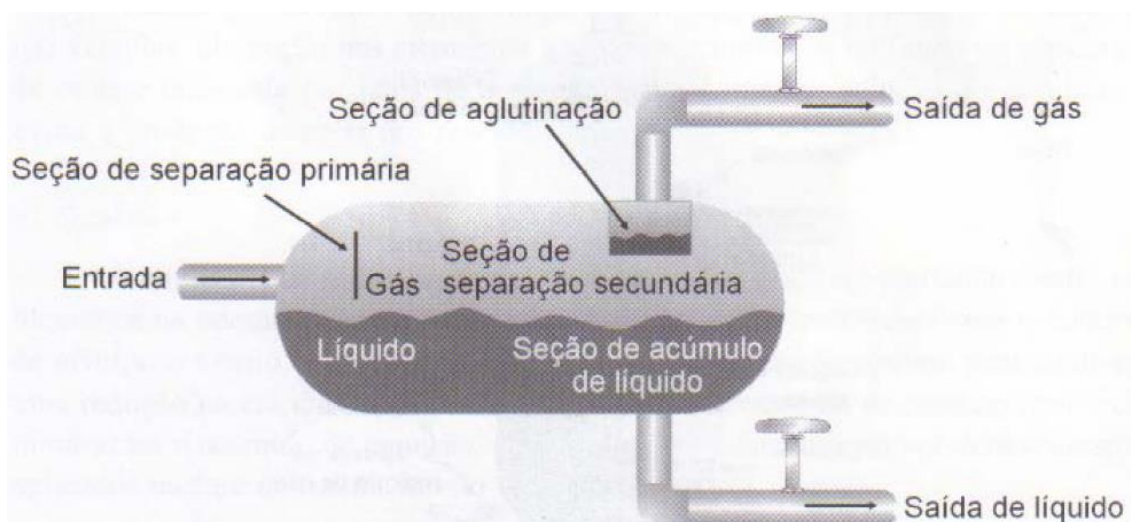 Seção de aglutinação
Saída de gás
Seção de separação primária
Entrada
Gás
Seção de
separação secundária
Líquido
Seção de acúmulo
de líquido
Saída de líquido